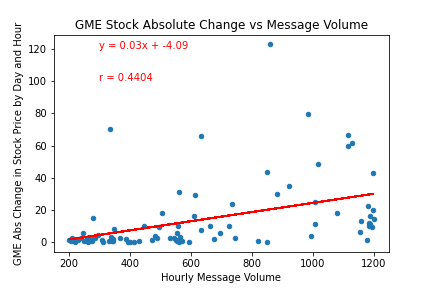 GME Stock Absolute Change vs Message Volume
GME Abs Change in Stock Price by Day and Hour
120
100
80
60
40
20
0
y = 0.03x + -4.09
r = 0.4404
200 400 600 800 1000 1200
Hourly Message Volume